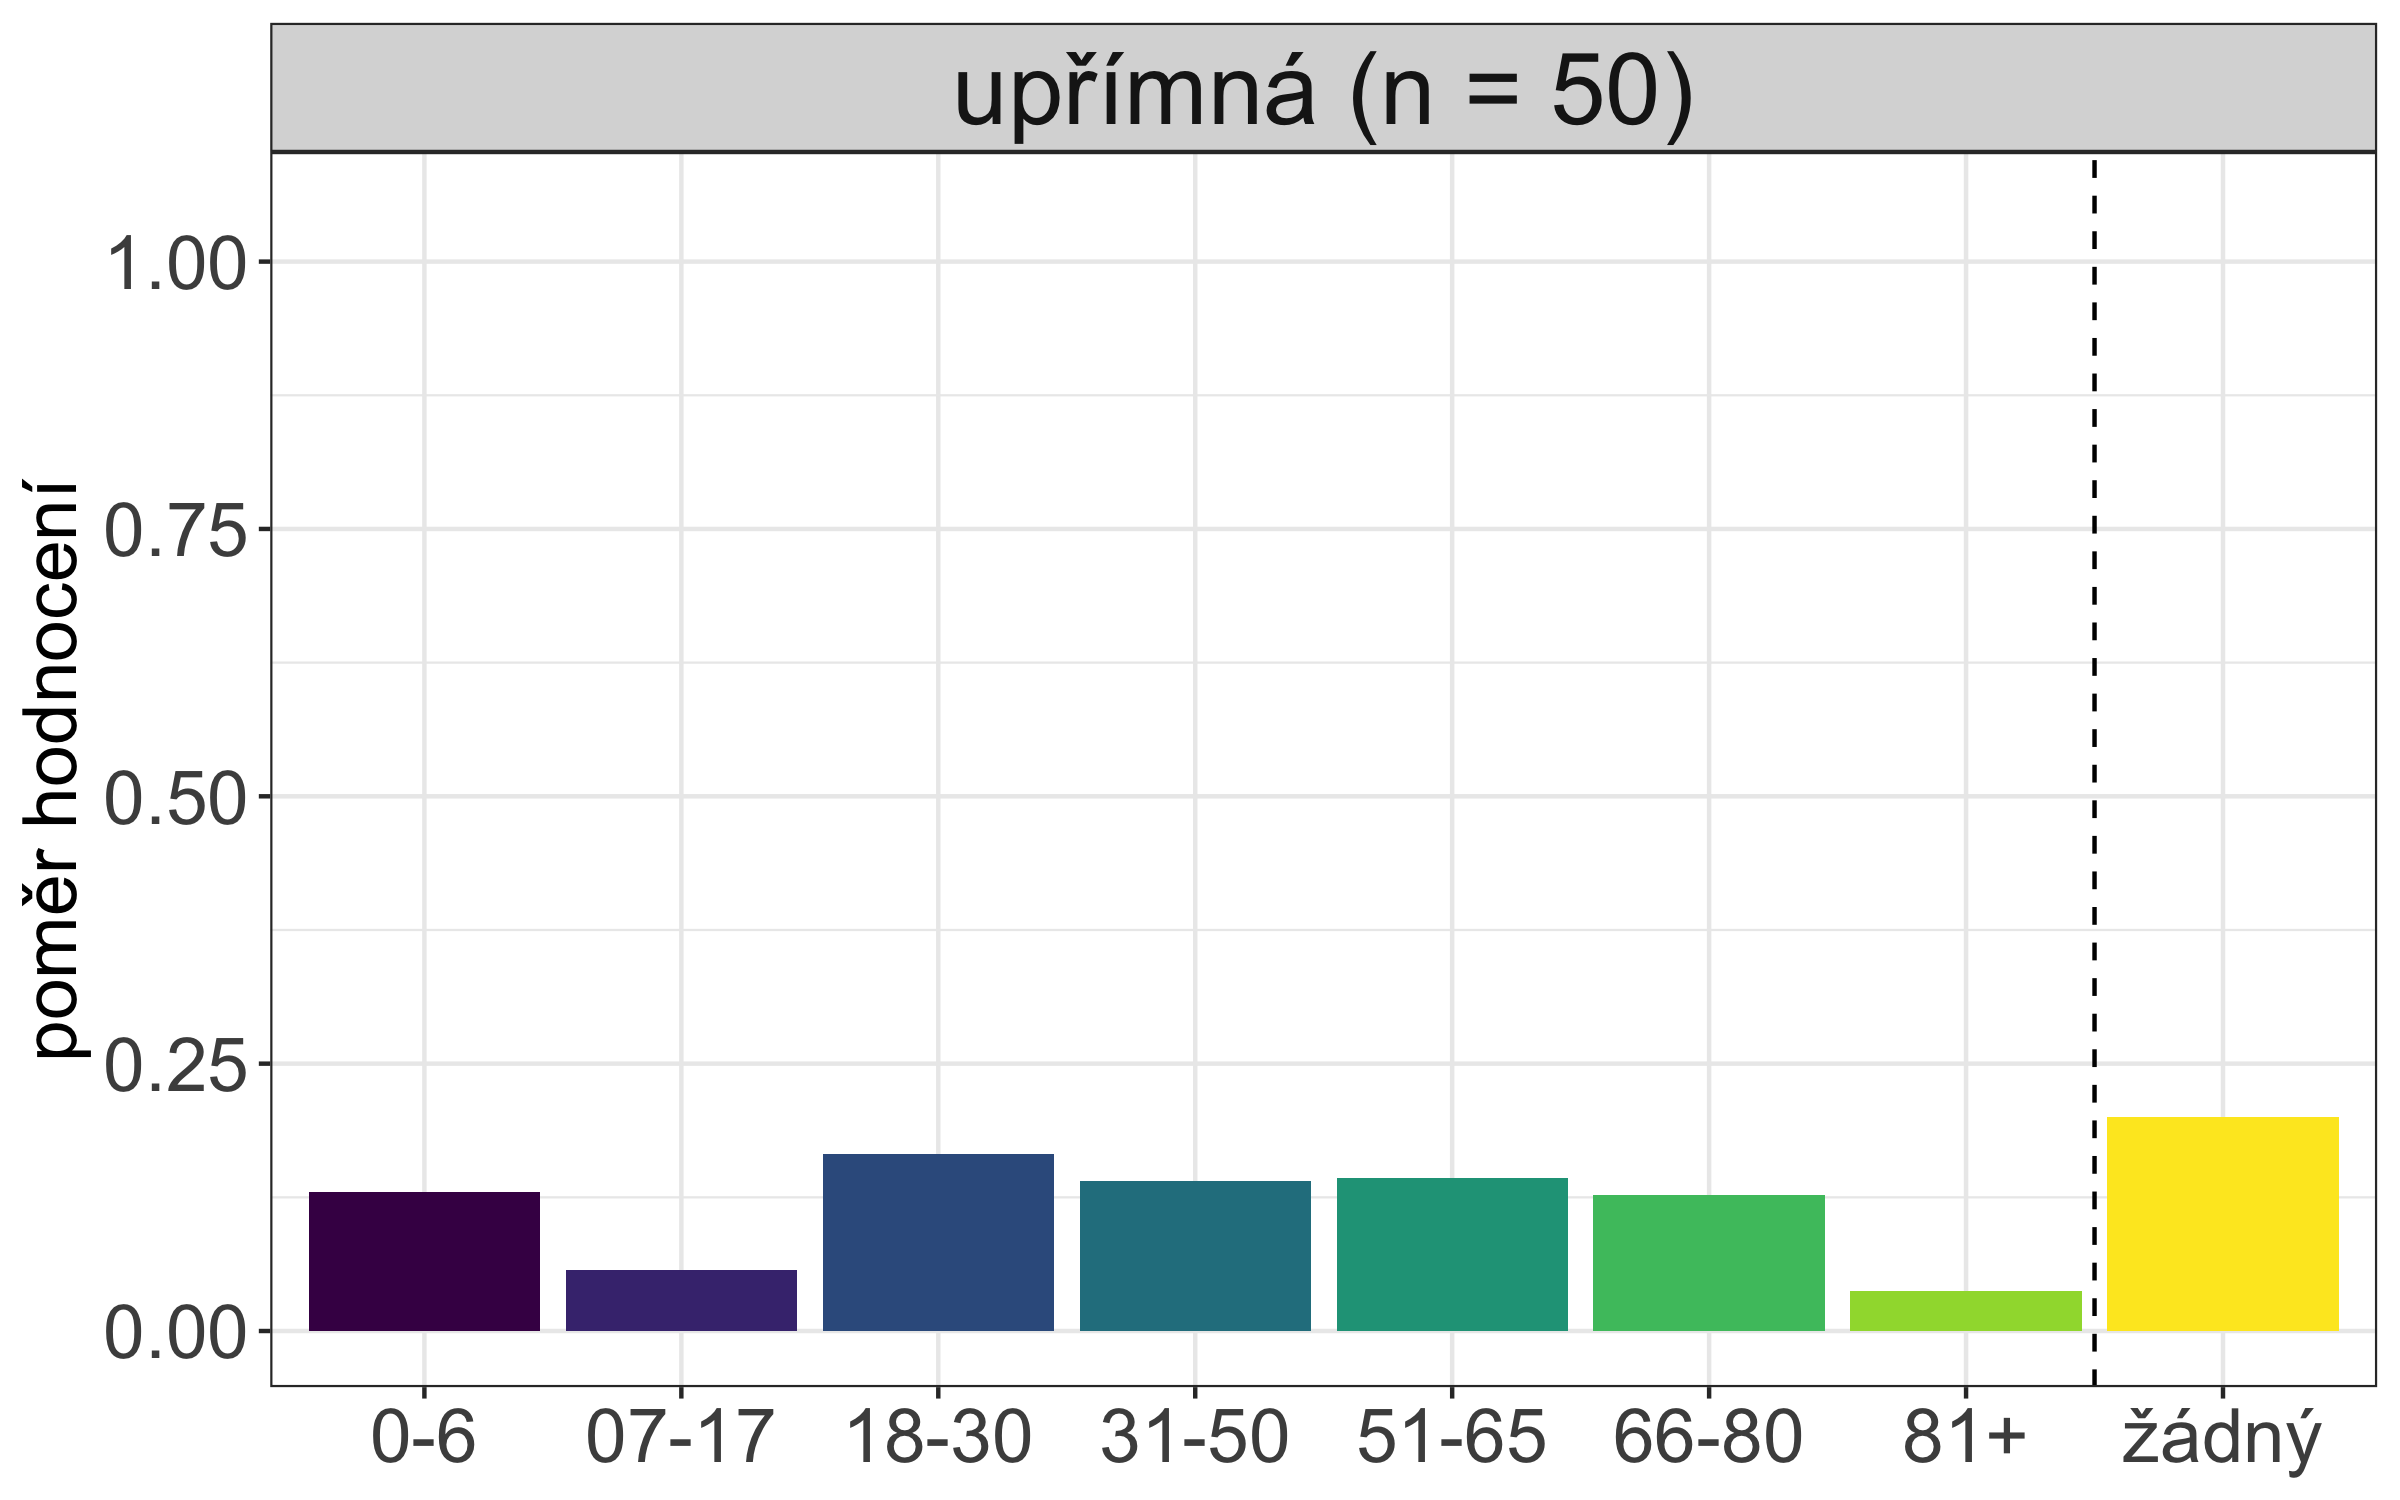 upřímná (n = 50)
poměr hodnocení
1.00
0.75
0.50
0.25
0.00
0-6 07-17 18-30 31-50 51-65 66-80 81+ žádný